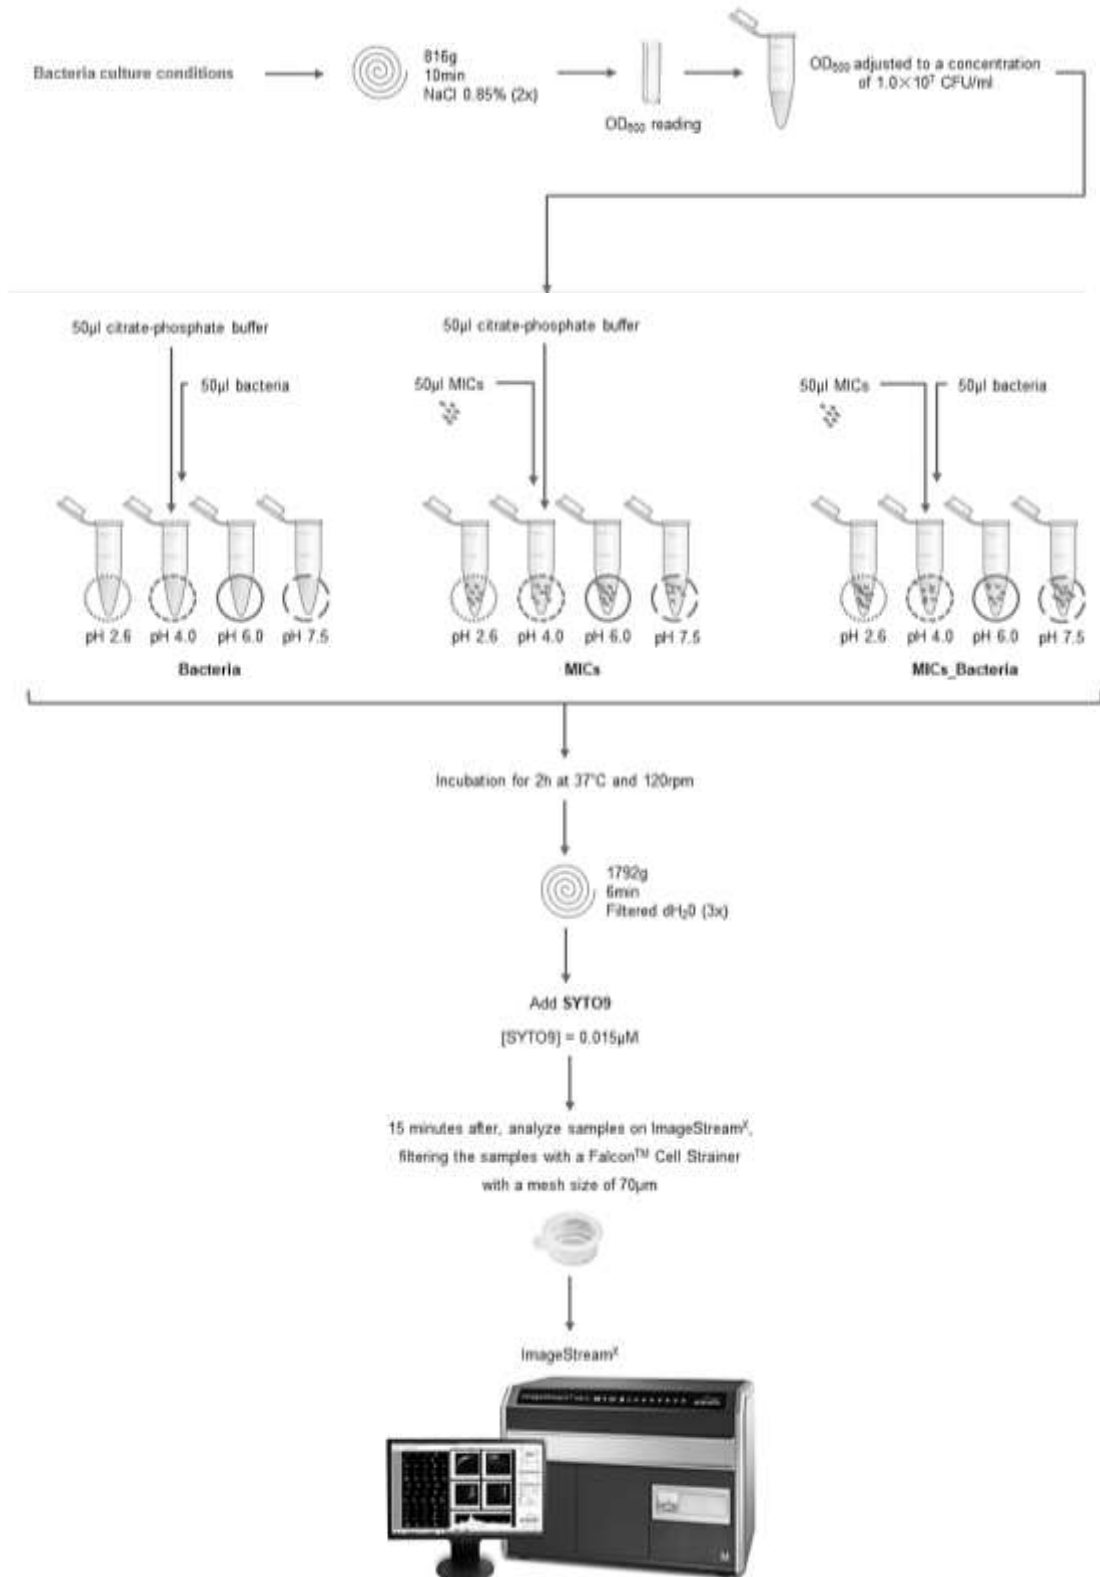 Bacteria culture conditions
816g
10min
NaCl 0.85% (2x)
OD₆₀₀ reading
OD₆₀₀ adjusted to a concentration
of 1.0×10⁷ CFU/ml
50µl citrate-phosphate buffer
50µl bacteria
50µl citrate-phosphate buffer
50µl MICs
50µl MICs
50µl bacteria
pH 2.6 pH 4.0 pH 6.0 pH 7.5
Bacteria
pH 2.6 pH 4.0 pH 6.0 pH 7.5
MICs
pH 2.6 pH 4.0 pH 6.0 pH 7.5
MICs_Bacteria
Incubation for 2h at 37°C and 120rpm
1792g
6min
Filtered dH₂0 (3x)
Add SYTO9
[SYTO9] = 0.015µM
15 minutes after, analyze samples on ImageStreamˣ,
filtering the samples with a Falcon™ Cell Strainer
with a mesh size of 70µm
ImageStreamˣ